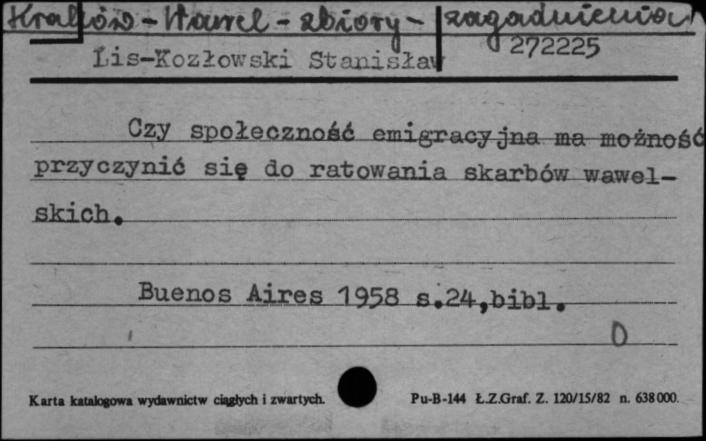 Kraków - Wawel - zbiory - zagadnienia
272225
Lis-Kozłowski Stanisław
Czy społeczność emigracyjna ma możność
przyczynić się do ratowania skarbów wawel-
skich.
Buenos Aires 1958 s.24,bibl.
D
Karta katalogowa wydawnictw ciągłych i zwartych.
Pu-B-144 Ł.Z.Graf. Z. 120/15/82 n. 638000.